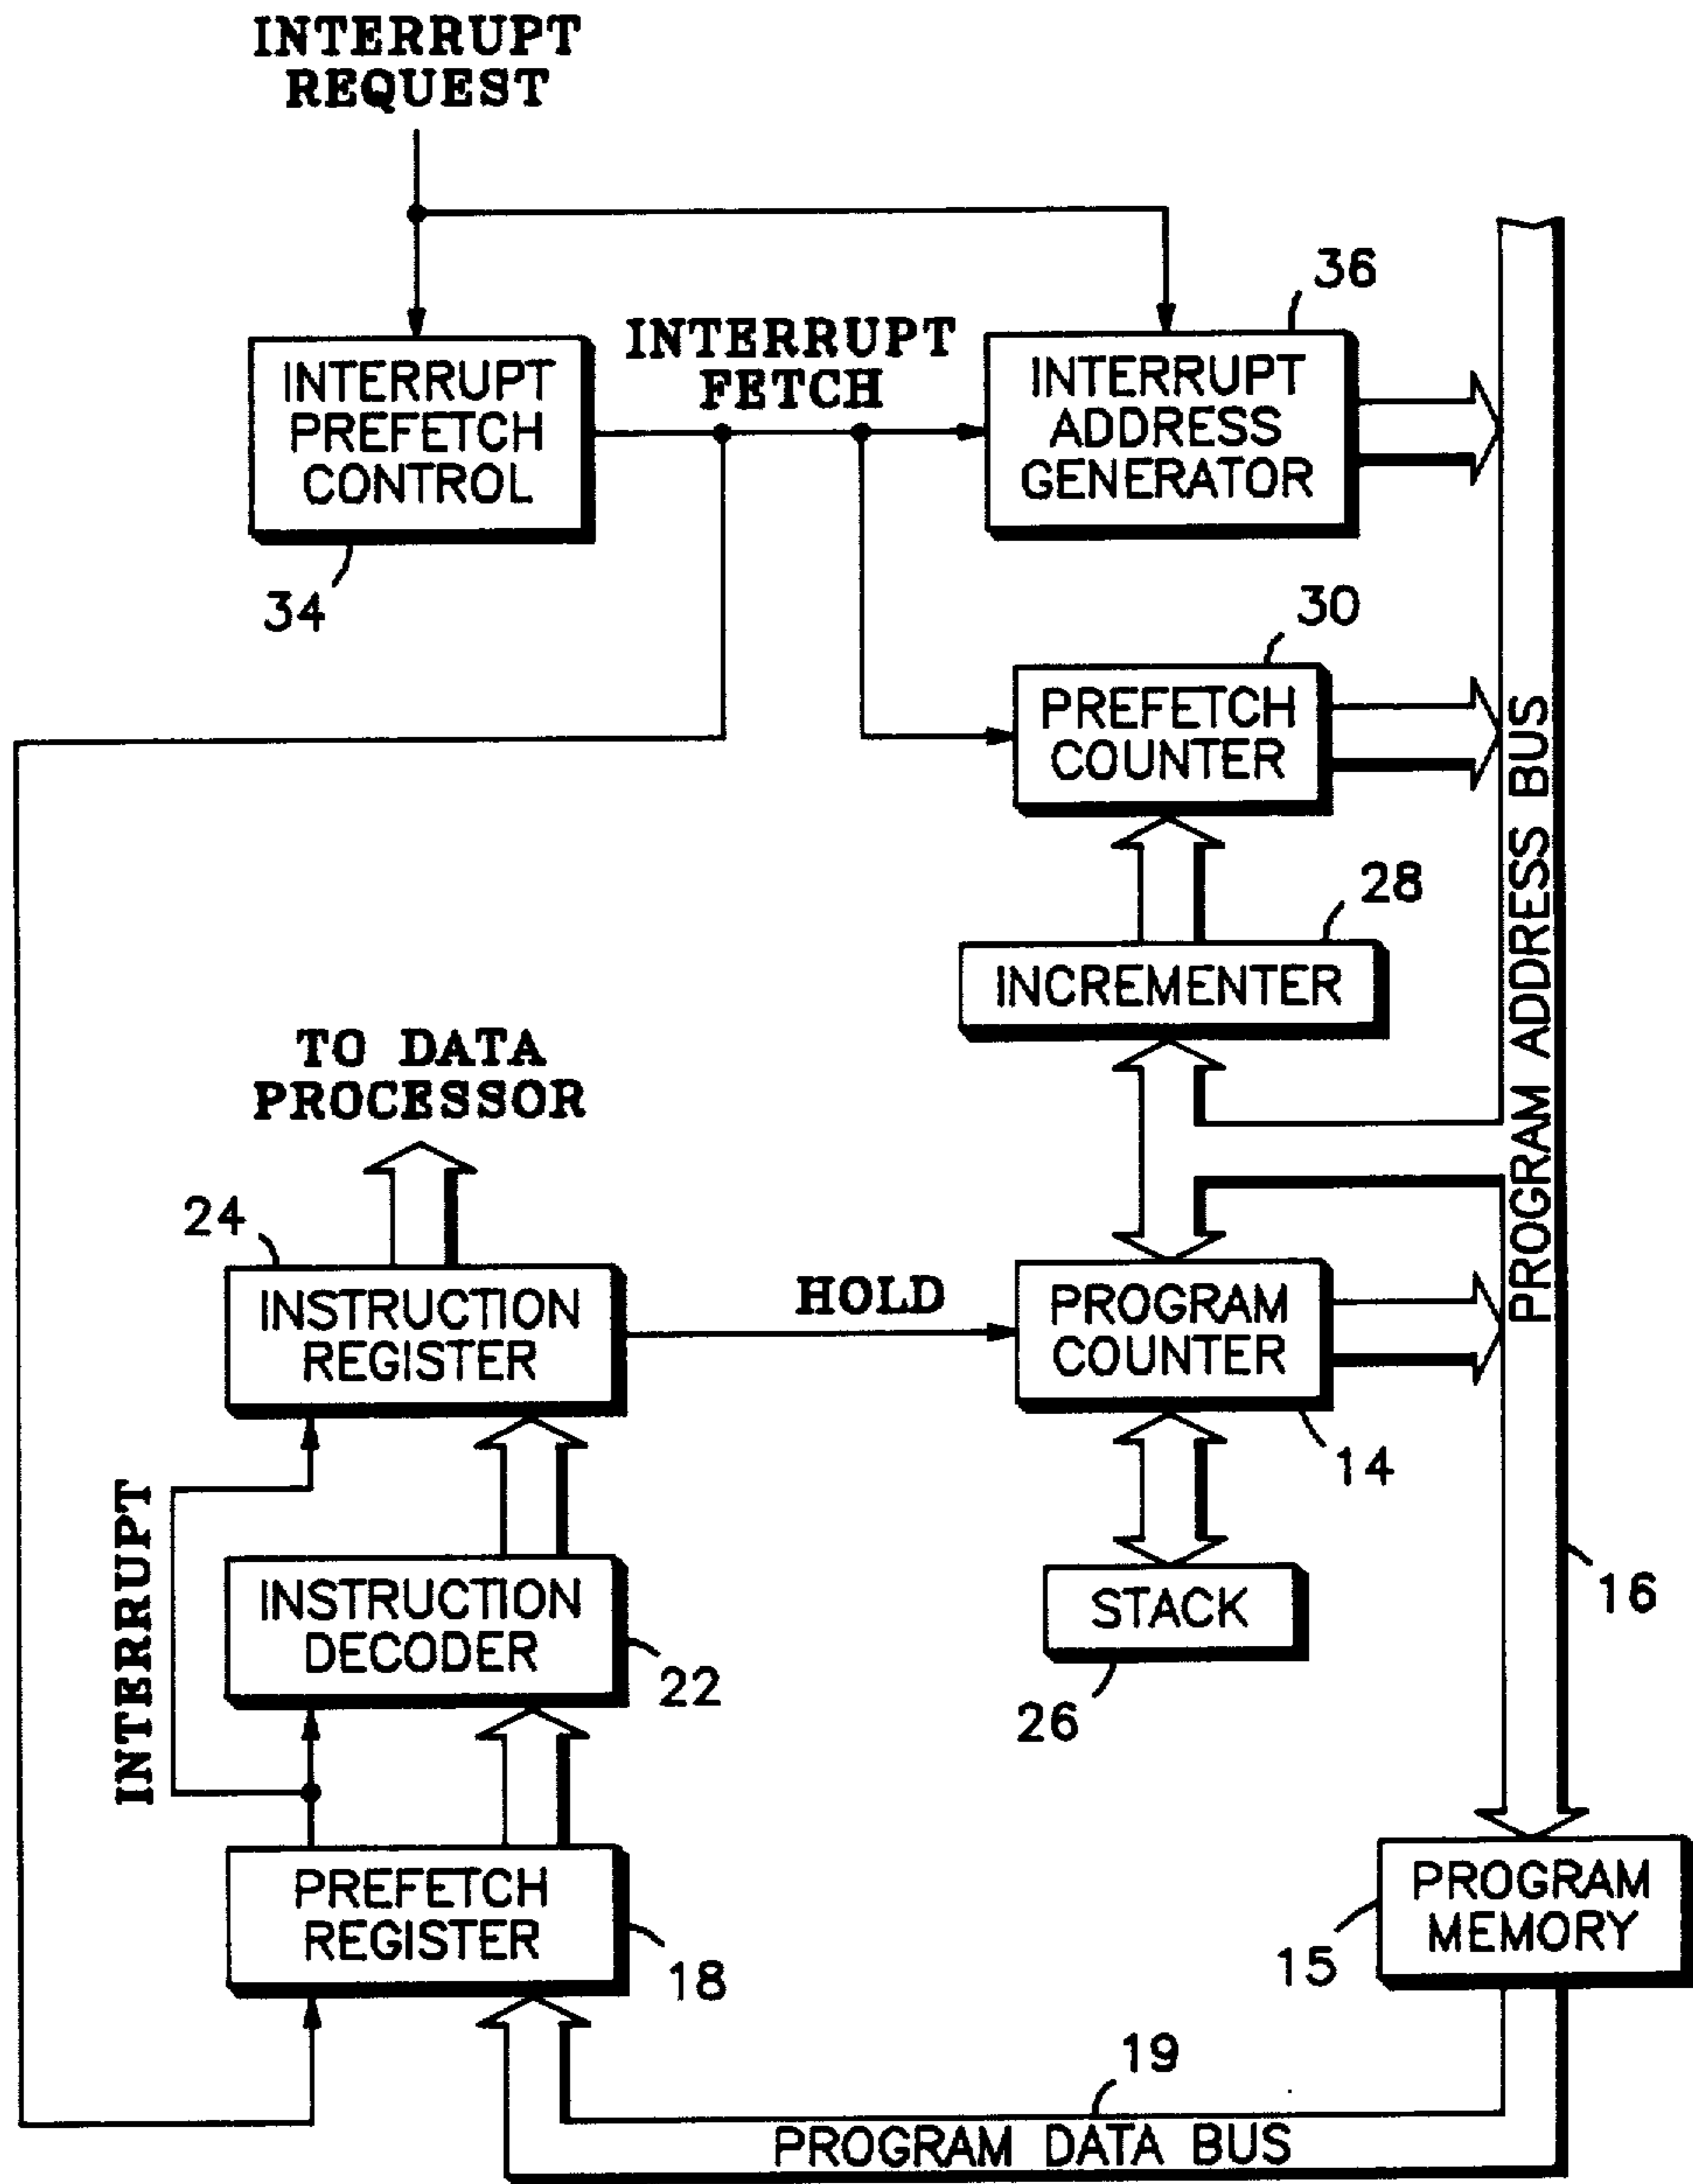 INTERRUPT
REQUEST
36
INTERRUPT
PREFETCH
CONTROL
34
INTERRUPT
FETCH
INTERRUPT
ADDRESS
GENERATOR
30
PREFETCH
COUNTER
28
INCREMENTER
PROGRAM ADDRESS BUS
TO DATA
PROCESSOR
24
INSTRUCTION
REGISTER
HOLD
PROGRAM
COUNTER
14
INTERRUPT
INSTRUCTION
DECODER
22
STACK
26
16
PREFETCH
REGISTER
18
PROGRAM
MEMORY
15
19
PROGRAM DATA BUS